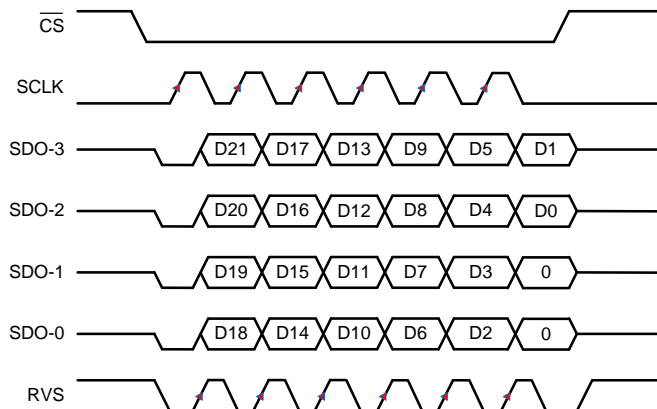 CS
SCLK
SDO-3 D21 D17 D13 D9 D5 D1
SDO-2 D20 D16 D12 D8 D4 D0
SDO-1 D19 D15 D11 D7 D3 0
SDO-0 D18 D14 D10 D6 D2 0
RVS